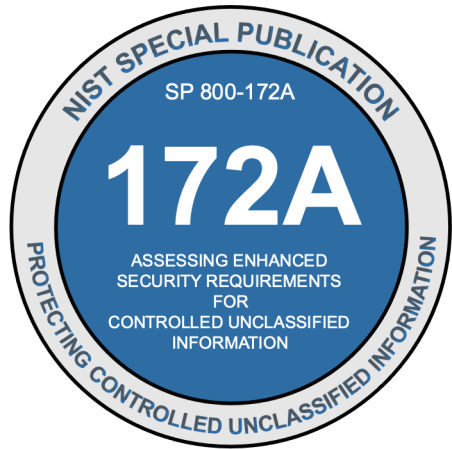 NIST SPECIAL PUBLICATION
SP 800-172A
172A
ASSESSING ENHANCED
SECURITY REQUIREMENTS
FOR
CONTROLLED UNCLASSIFIED
INFORMATION
PROTECTING CONTROLLED UNCLASSIFIED INFORMATION